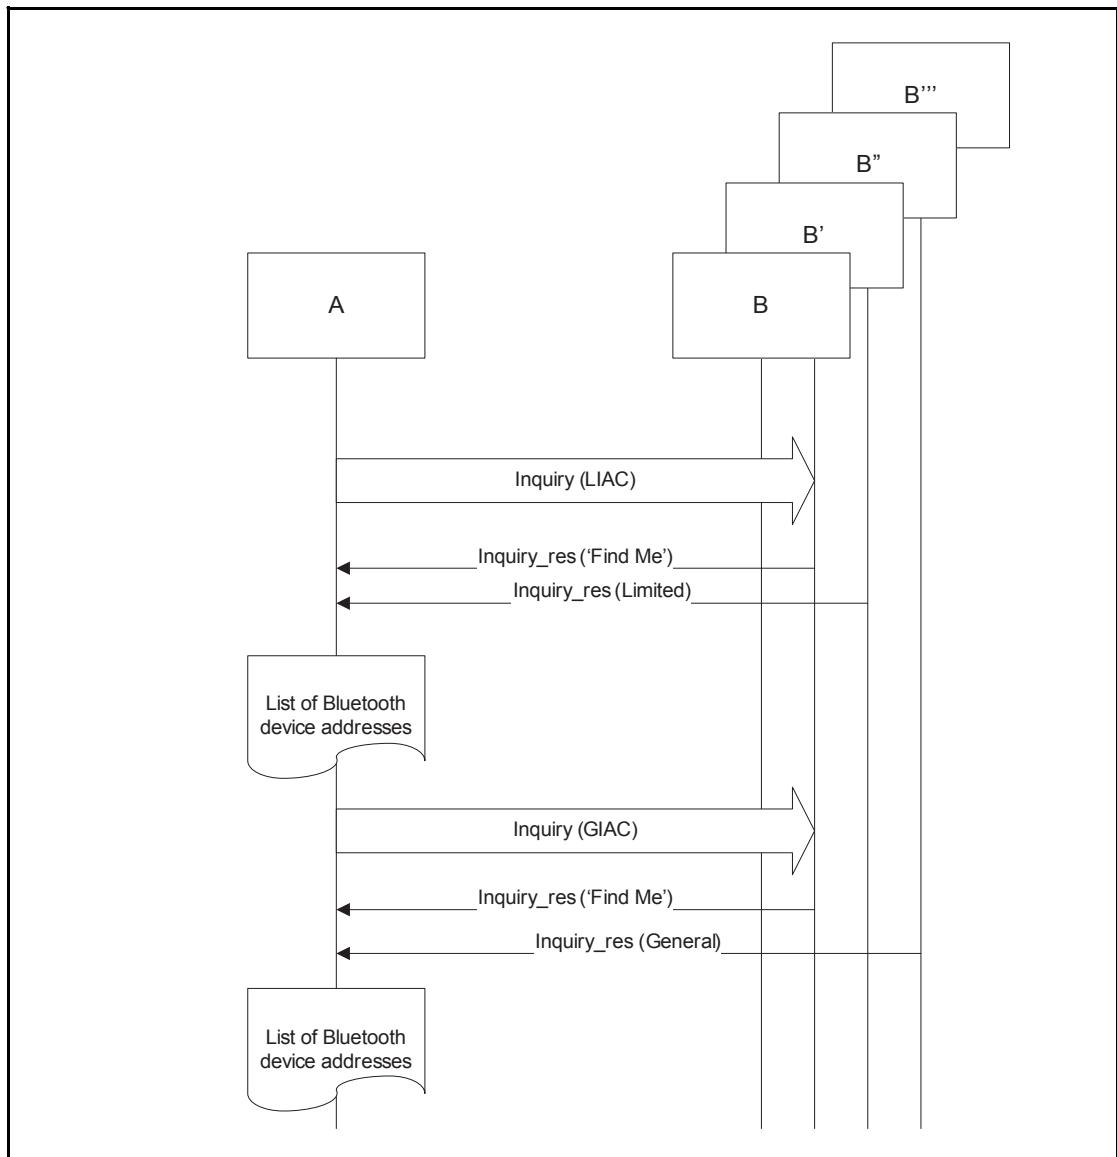 B’’’
B’’
B’
A
B
Inquiry (LIAC)
Inquiry_res (‘Find Me’)
Inquiry_res (Limited)
List of Bluetooth
device addresses
Inquiry (GIAC)
Inquiry_res (‘Find Me’)
Inquiry_res (General)
List of Bluetooth
device addresses